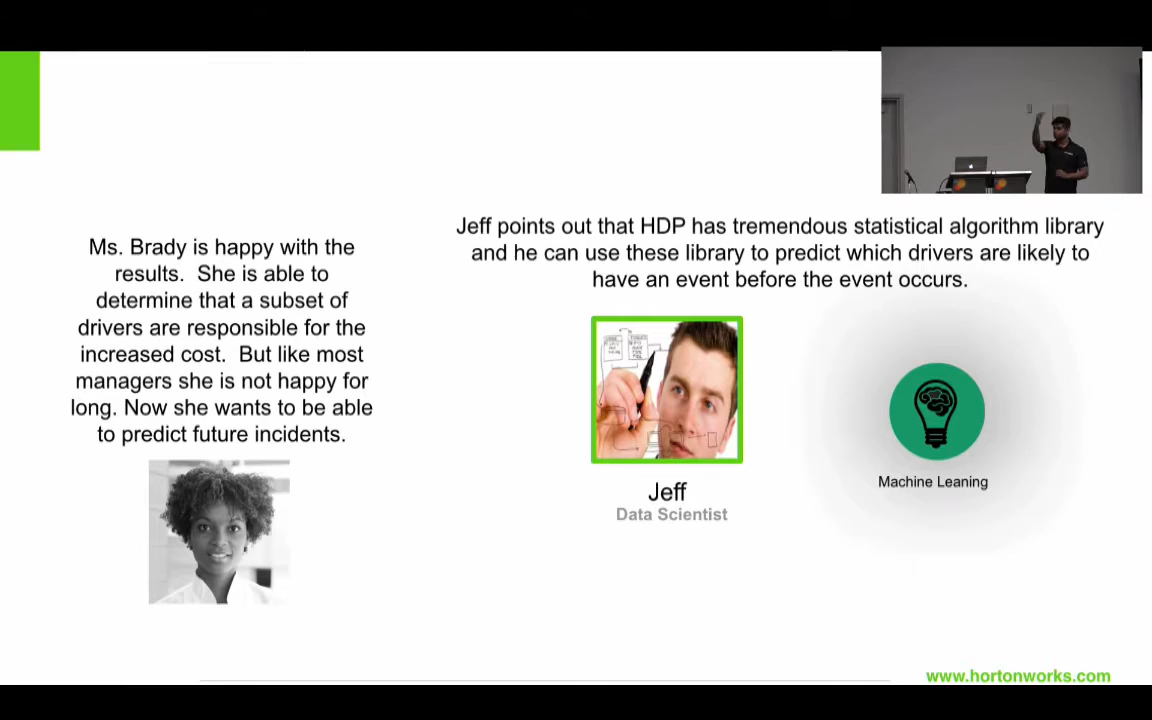 Ms. Brady is happy with the
results.  She is able to
determine that a subset of
drivers are responsible for the
increased cost.  But like most
managers she is not happy for
long. Now she wants to be able
to predict future incidents.
Jeff points out that HDP has tremendous statistical algorithm library
and he can use these library to predict which drivers are likely to
have an event before the event occurs.
Jeff
Data Scientist
Machine Leaning
www.hortonworks.com